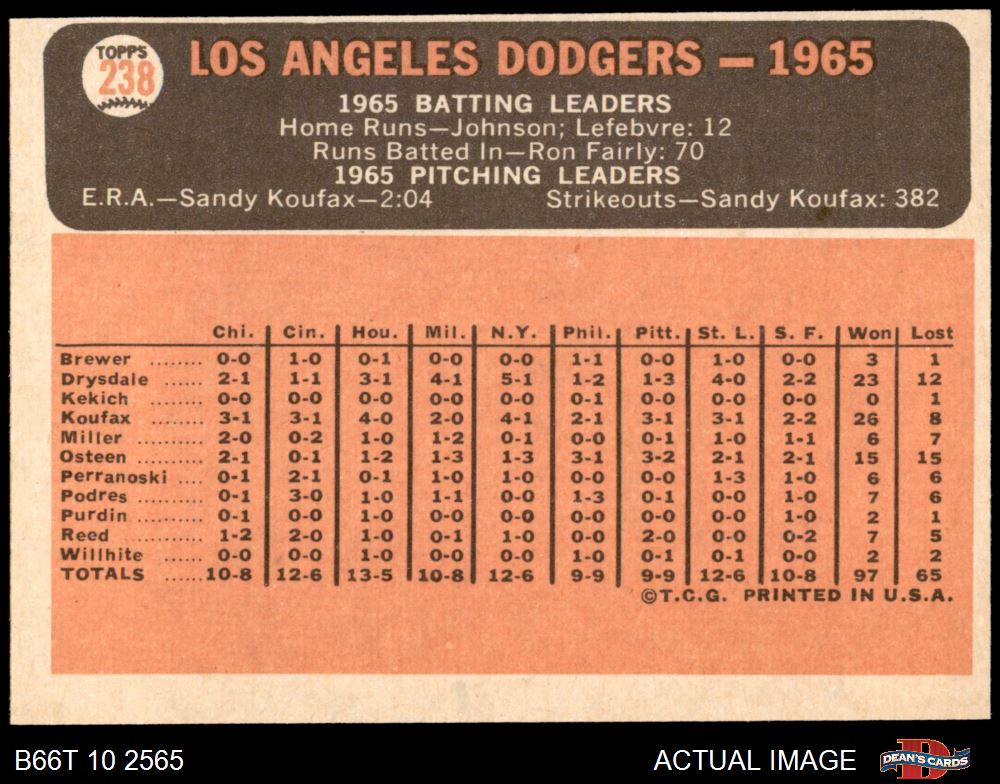 TOPPS
238
LOS ANGELES DODGERS — 1965
1965 BATTING LEADERS
Home Runs—Johnson; Lefebvre: 12
Runs Batted In—Ron Fairly: 70
1965 PITCHING LEADERS
E.R.A.—Sandy Koufax—2:04 Strikeouts—Sandy Koufax: 382
Chi. Cin. Hou. Mil. N.Y. Phil. Pitt. St. L. S. F. Won Lost
Brewer ........ 0-0 1-0 0-1 0-0 0-0 1-1 0-0 1-0 0-0 3 1
Drysdale ...... 2-1 1-1 3-1 4-1 5-1 1-2 1-3 4-0 2-2 23 12
Kekich ........ 0-0 0-0 0-0 0-0 0-0 0-1 0-0 0-0 0-0 0 1
Koufax ........ 3-1 3-1 4-0 2-0 4-1 2-1 3-1 3-1 2-2 26 8
Miller .......... 2-0 0-2 1-0 1-2 0-1 0-0 0-1 1-0 1-1 6 7
Osteen .......... 2-1 0-1 1-2 1-3 1-3 3-1 3-2 2-1 2-1 15 15
Perranoski .... 0-1 2-1 0-1 1-0 1-0 0-0 0-0 1-3 1-0 6 6
Podres .......... 0-1 3-0 1-0 1-1 0-0 1-3 0-1 0-0 1-0 7 6
Purdin .......... 0-1 0-0 1-0 0-0 0-0 0-0 0-0 0-0 1-0 2 1
Reed ............ 1-2 2-0 1-0 0-1 1-0 0-0 2-0 0-0 0-2 7 5
Willhite ........ 0-0 0-0 1-0 0-0 0-0 1-0 0-1 0-1 0-0 2 2
TOTALS ...... 10-8 12-6 13-5 10-8 12-6 9-9 9-9 12-6 10-8 97 65
©T.C.G. PRINTED IN U.S.A.
B66T 10 2565 ACTUAL IMAGE DEAN'S CARDS